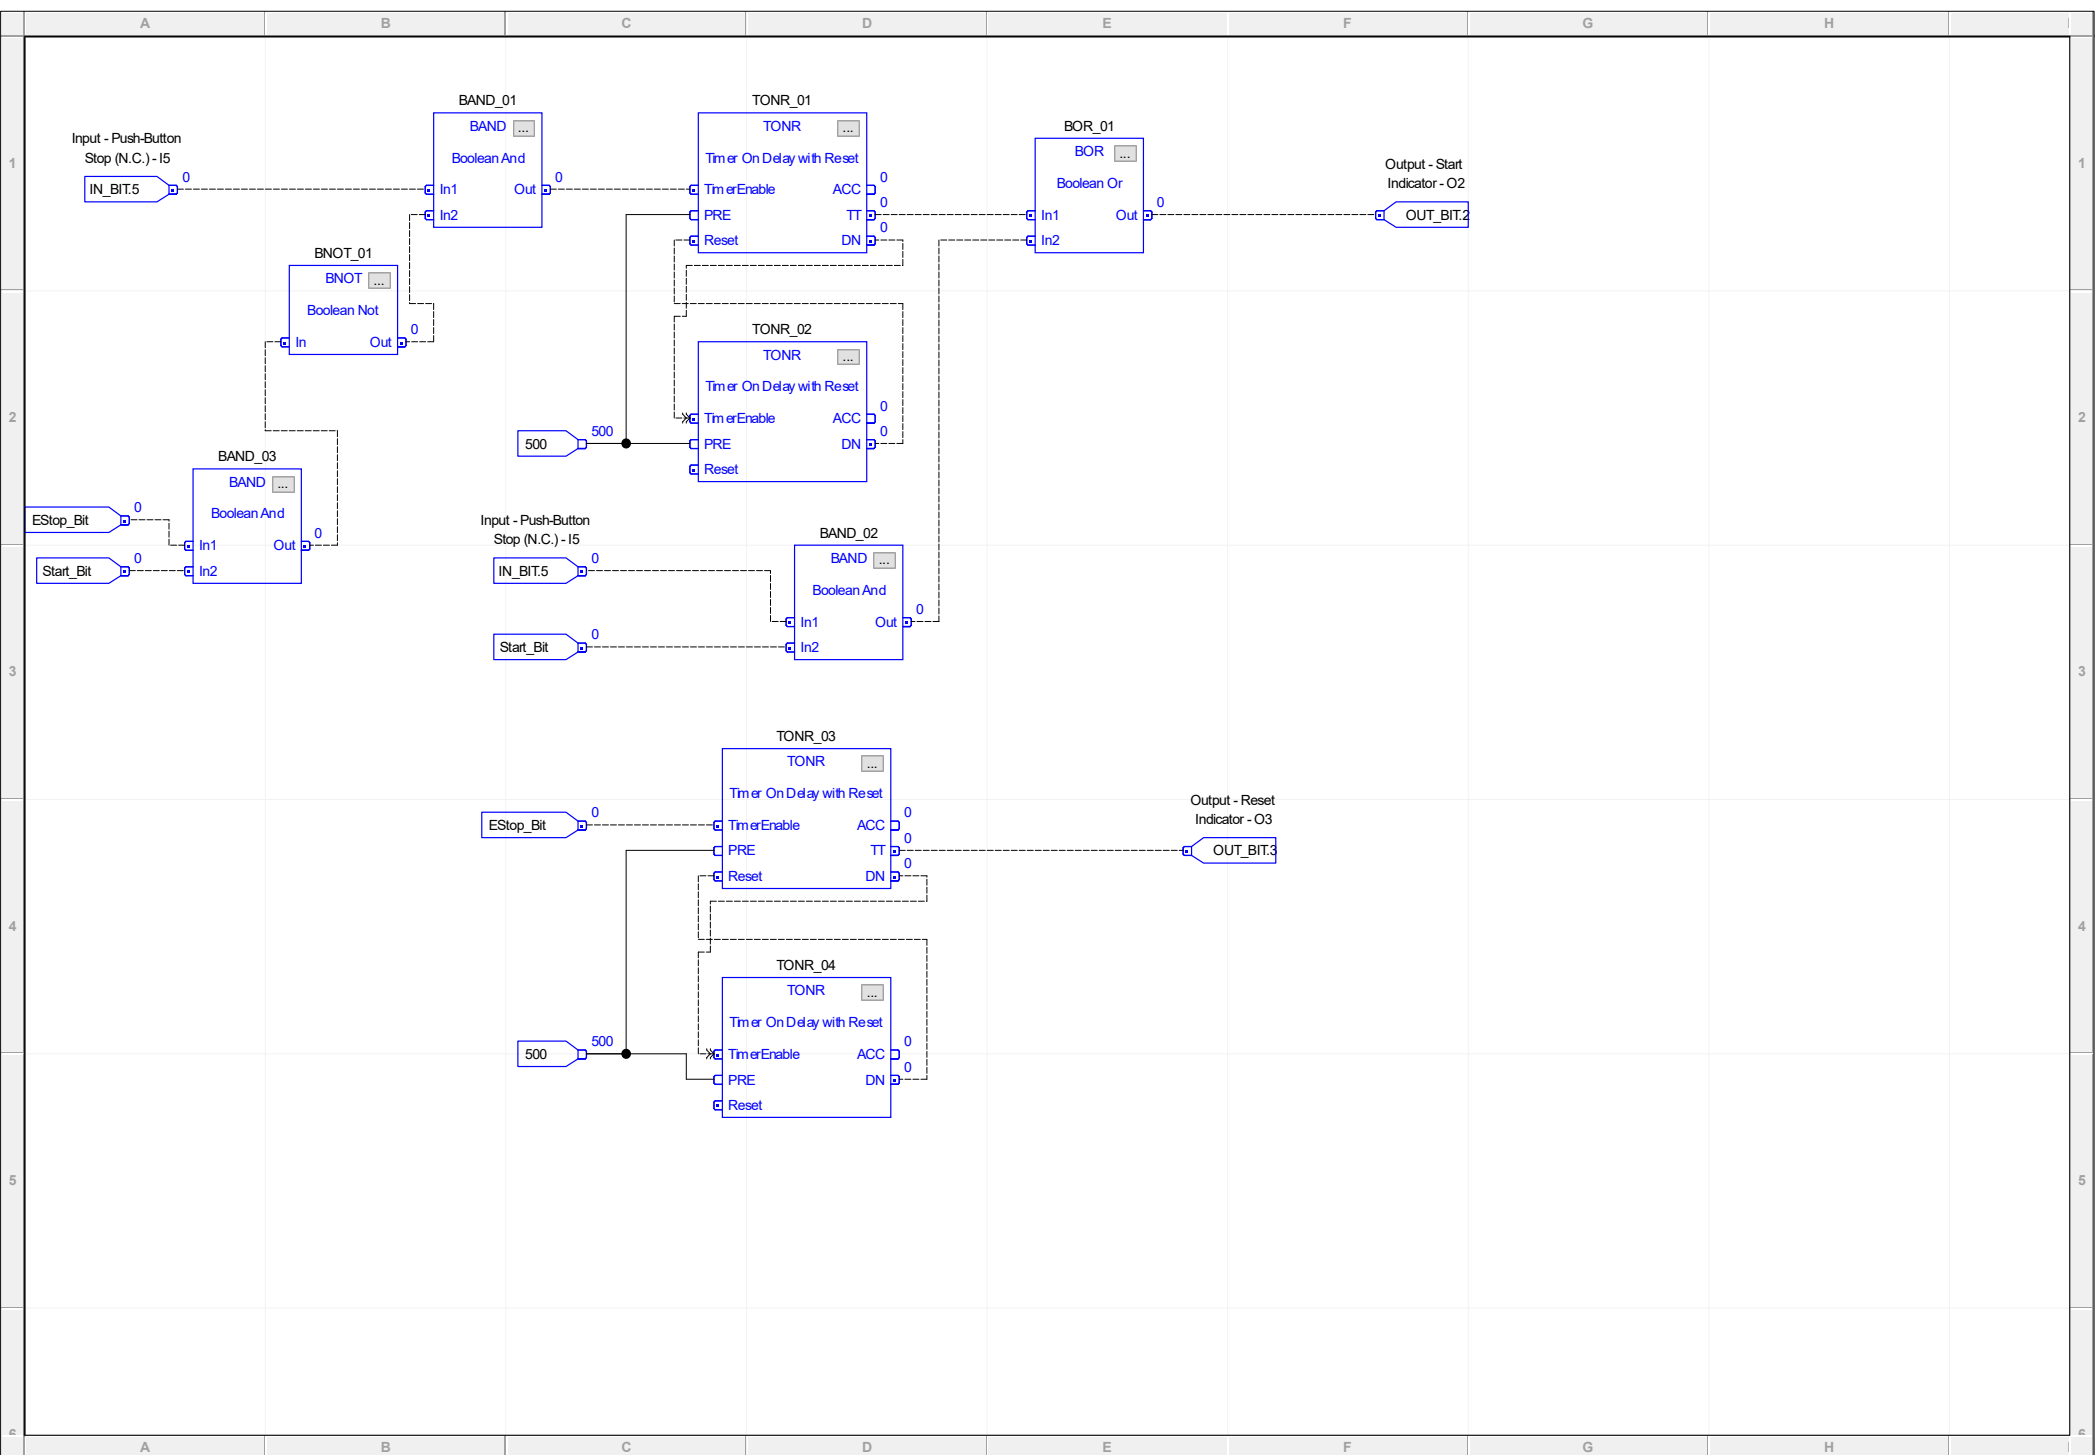 A B C D E F G H
1 1
2 2
3 3
4 4
5 5
6 6
A B C D E F G H
Input - Push-Button
Stop (N.C.) - I5
IN_BIT.5
0
BAND_01
BAND ...
Boolean And
In1 Out
0
In2
BNOT_01
BNOT ...
Boolean Not
In Out
0
BAND_03
BAND ...
Boolean And
In1 Out
0
In2
EStop_Bit
0
Start_Bit
0
TONR_01
TONR ...
Timer On Delay with Reset
TimerEnable ACC
0
PRE TT
0
Reset DN
0
TONR_02
TONR ...
Timer On Delay with Reset
TimerEnable ACC
0
PRE DN
0
Reset
500
500
Input - Push-Button
Stop (N.C.) - I5
IN_BIT.5
0
Start_Bit
0
BAND_02
BAND ...
Boolean And
In1 Out
0
In2
BOR_01
BOR ...
Boolean Or
In1 Out
0
In2
Output - Start
Indicator - O2
OUT_BIT.2
TONR_03
TONR ...
Timer On Delay with Reset
EStop_Bit
0
TimerEnable ACC
0
PRE TT
0
Reset DN
0
Output - Reset
Indicator - O3
OUT_BIT.3
TONR_04
TONR ...
Timer On Delay with Reset
500
500
TimerEnable ACC
0
PRE DN
0
Reset